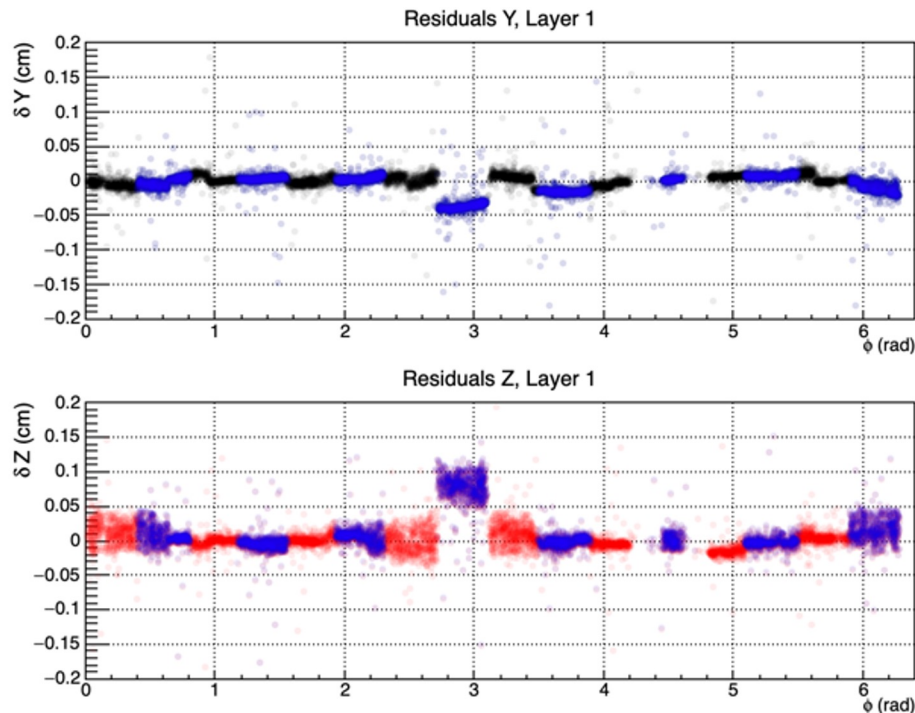 Residuals Y, Layer 1
δ Y (cm)
0.2
0.15
0.1
0.05
0
−0.05
−0.1
−0.15
−0.2
0 1 2 3 4 5 6
ϕ (rad)
Residuals Z, Layer 1
δ Z (cm)
0.2
0.15
0.1
0.05
0
−0.05
−0.1
−0.15
−0.2
0 1 2 3 4 5 6
ϕ (rad)